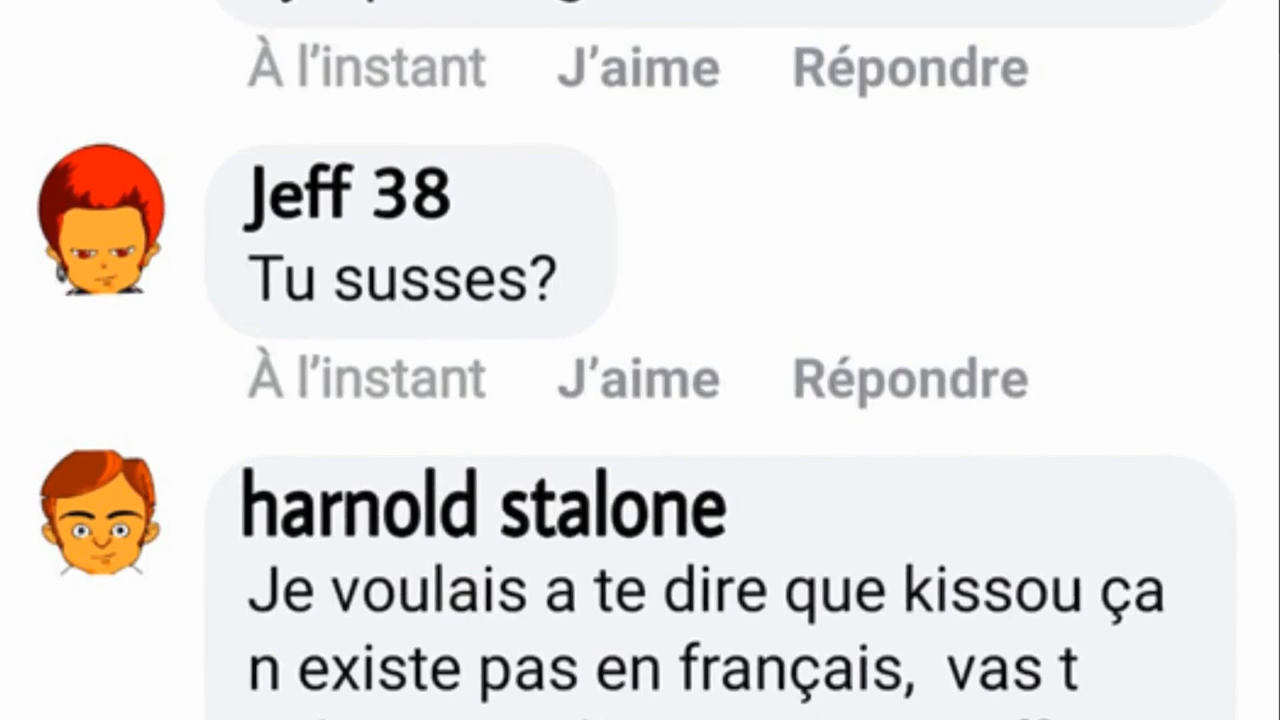 À l'instant J'aime Répondre
Jeff 38
Tu susses?
À l'instant J'aime Répondre
harnold stalone
Je voulais a te dire que kissou ça
n existe pas en français, vas t